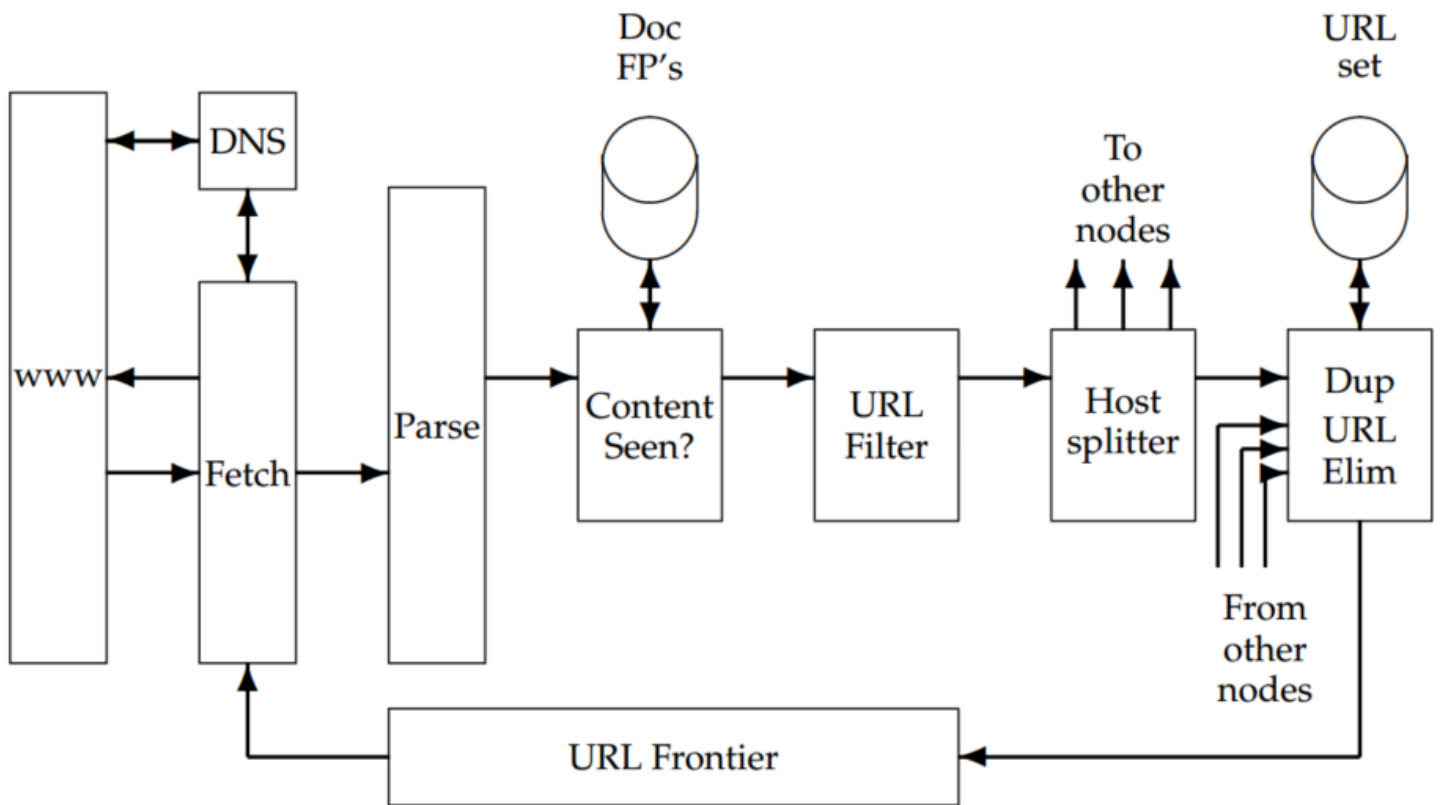 Doc
FP's
URL
set
DNS
To
other
nodes
www
Fetch
Parse
Content
Seen?
URL
Filter
Host
splitter
Dup
URL
Elim
From
other
nodes
URL Frontier